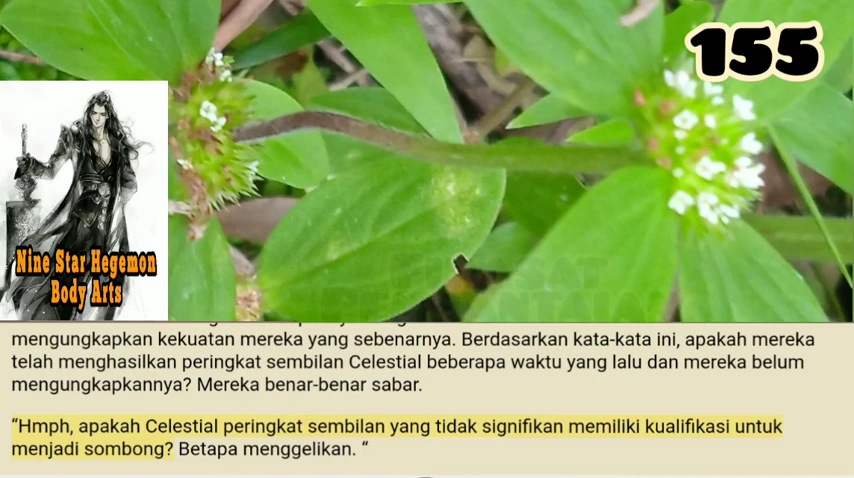 155
Nine Star Hegemon
Body Arts
mengungkapkan kekuatan mereka yang sebenarnya. Berdasarkan kata-kata ini, apakah mereka
telah menghasilkan peringkat sembilan Celestial beberapa waktu yang lalu dan mereka belum
mengungkapkannya? Mereka benar-benar sabar.
“Hmph, apakah Celestial peringkat sembilan yang tidak signifikan memiliki kualifikasi untuk
menjadi sombong? Betapa menggelikan. “